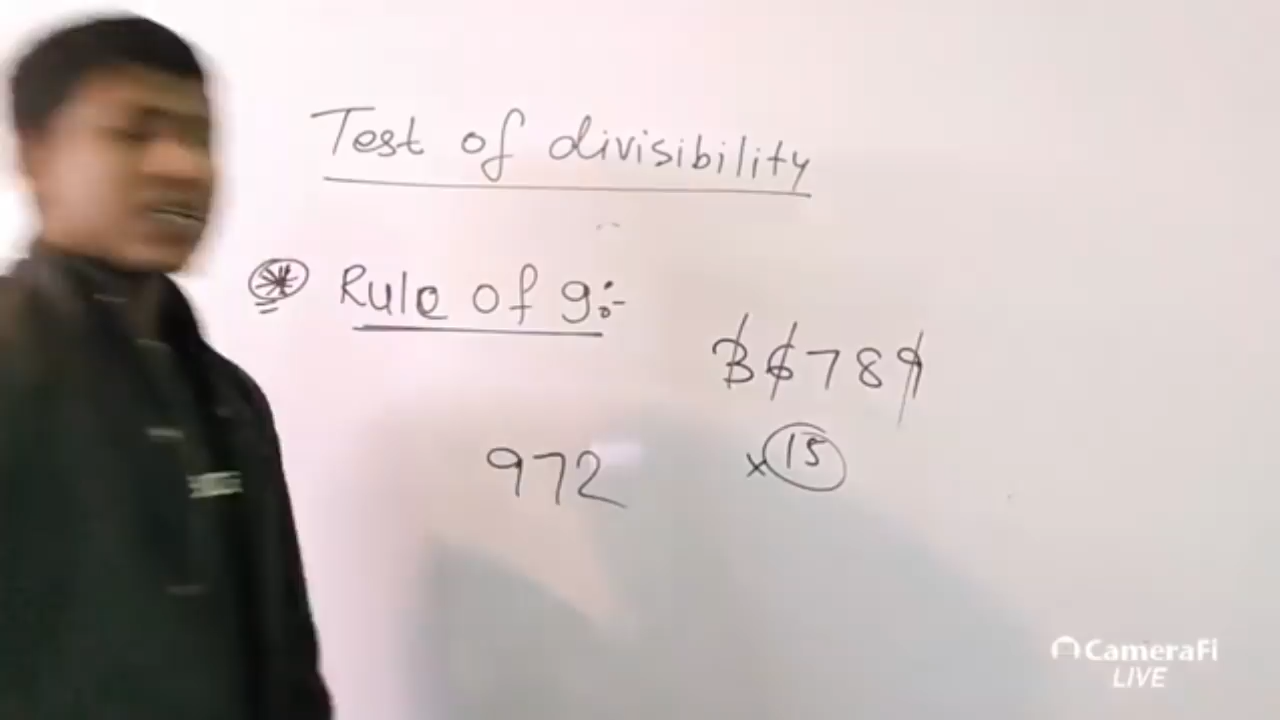 Test of divisibility
Rule of 9:-
36789
972
x 15
CameraFi
LIVE